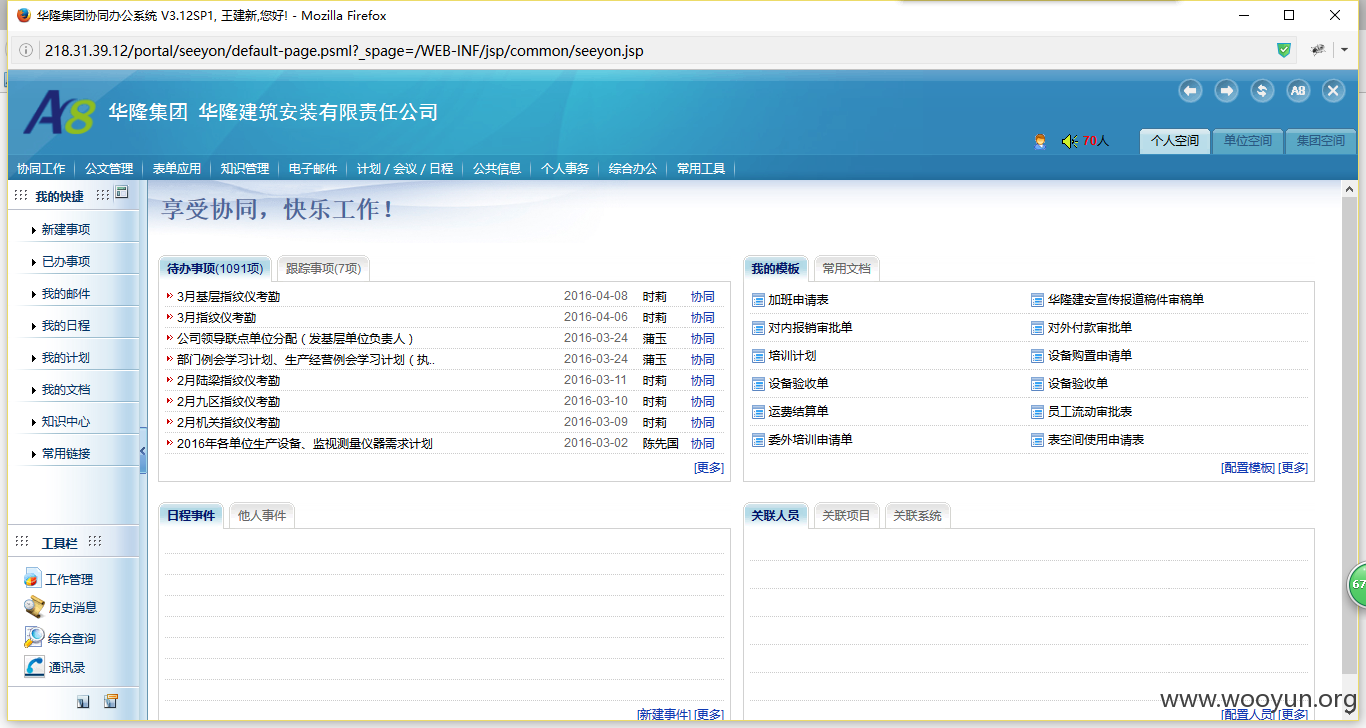 华隆集团协同办公系统 V3.12SP1, 王建新,您好! - Mozilla Firefox
218.31.39.12/portal/seeyon/default-page.psml?_spage=/WEB-INF/jsp/common/seeyon.jsp
A8 华隆集团 华隆建筑安装有限责任公司
A8
70人 个人空间 单位空间 集团空间
协同工作 公文管理 表单应用 知识管理 电子邮件 计划 / 会议 / 日程 公共信息 个人事务 综合办公 常用工具
我的快捷
新建事项
已办事项
我的邮件
我的日程
我的计划
我的文档
知识中心
常用链接
工具栏
工作管理
历史消息
综合查询
通讯录
享受协同，快乐工作！
待办事项(1091项) 跟踪事项(7项)
3月基层指纹仪考勤 2016-04-08 时莉 协同
3月指纹仪考勤 2016-04-06 时莉 协同
公司领导联点单位分配（发基层单位负责人） 2016-03-24 蒲玉 协同
部门例会学习计划、生产经营例会学习计划（执.. 2016-03-24 蒲玉 协同
2月陆梁指纹仪考勤 2016-03-11 时莉 协同
2月九区指纹仪考勤 2016-03-10 时莉 协同
2月机关指纹仪考勤 2016-03-09 时莉 协同
2016年各单位生产设备、监视测量仪器需求计划 2016-03-02 陈先国 协同
[更多]
我的模板 常用文档
加班申请表 华隆建安宣传报道稿件审稿单
对内报销审批单 对外付款审批单
培训计划 设备购置申请单
设备验收单 设备验收单
运费结算单 员工流动审批表
委外培训申请单 表空间使用申请表
[配置模板] [更多]
日程事件 他人事件
[新建事件] [更多]
关联人员 关联项目 关联系统
[配置人员] [更多]
67
www.wooyun.org